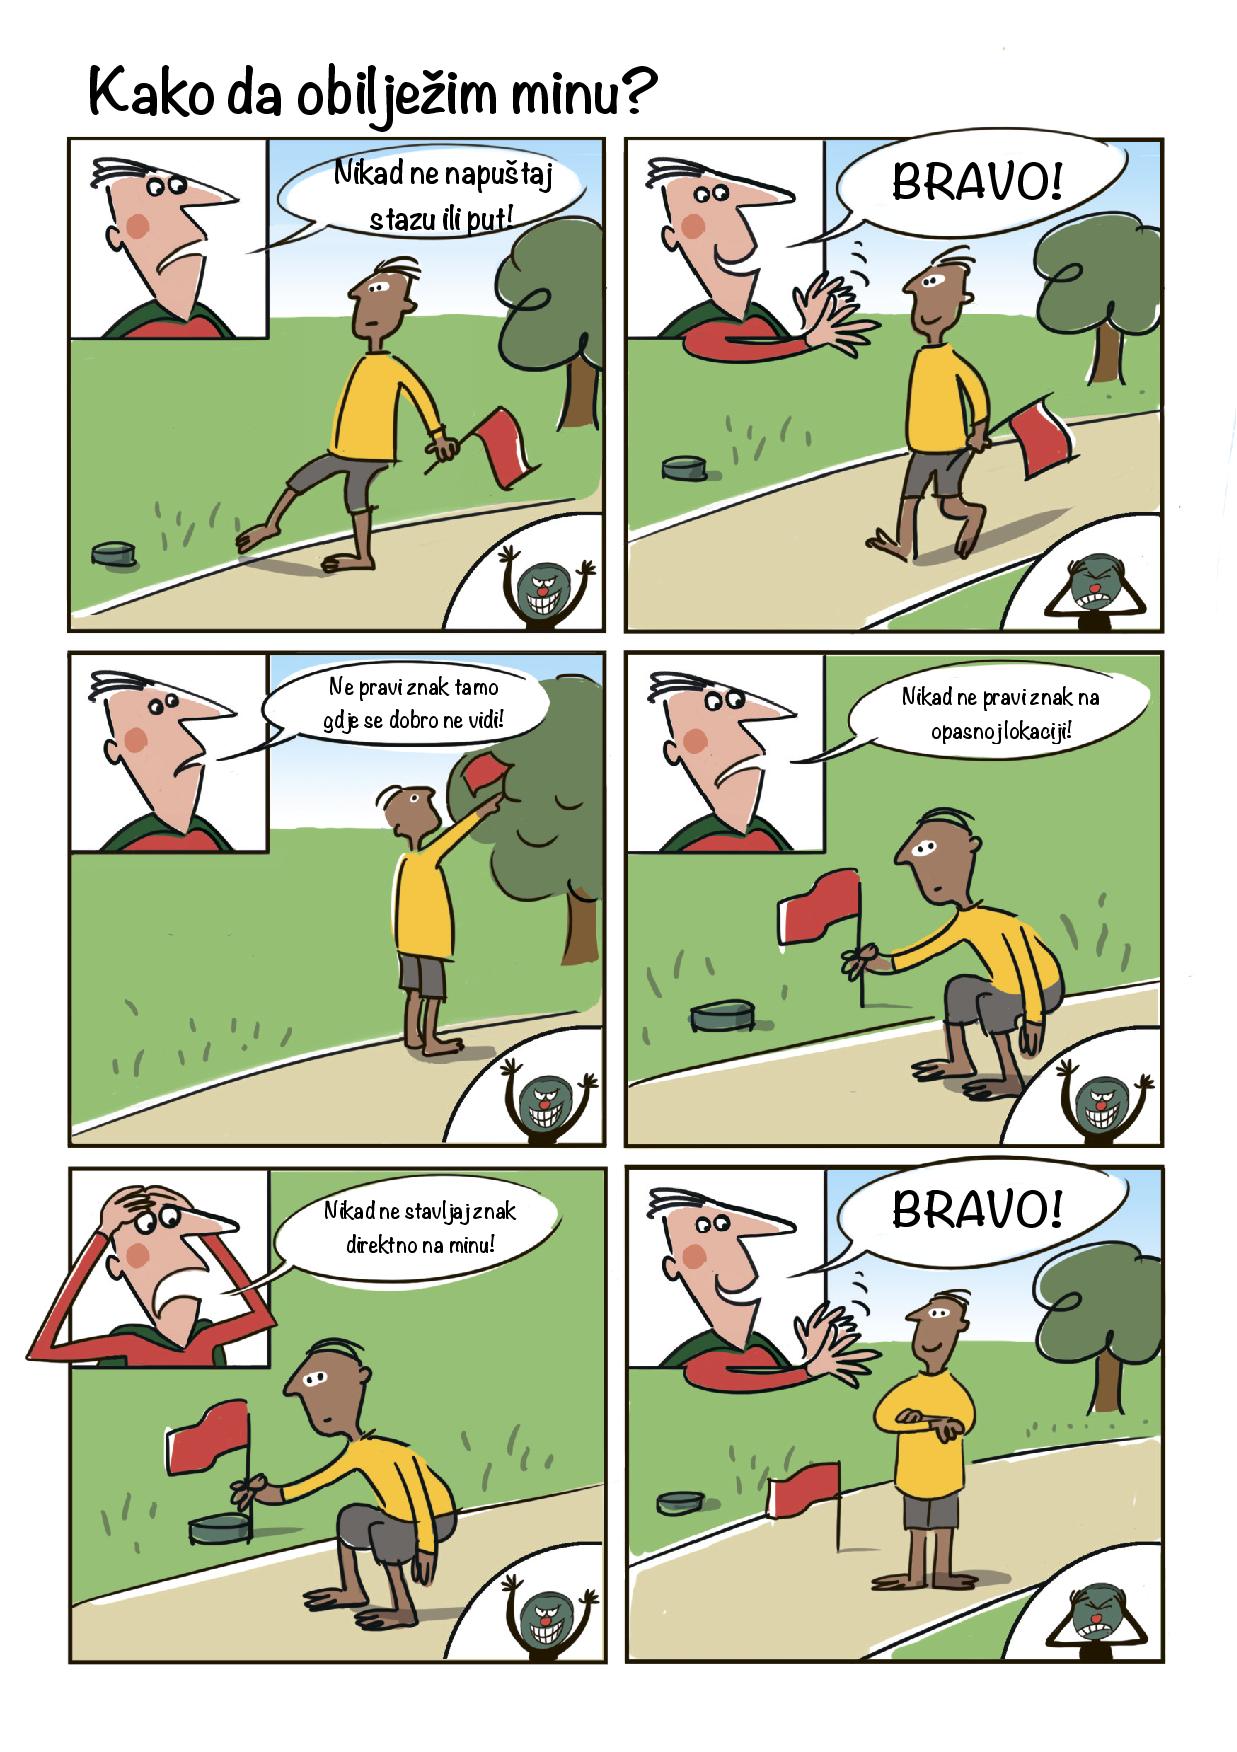 Kako da obilježim minu?
Nikad ne napuštaj
stazu ili put!
BRAVO!
Ne pravi znak tamo
gdje se dobro ne vidi!
Nikad ne pravi znak na
opasnoj lokaciji!
Nikad ne stavljaj znak
direktno na minu!
BRAVO!